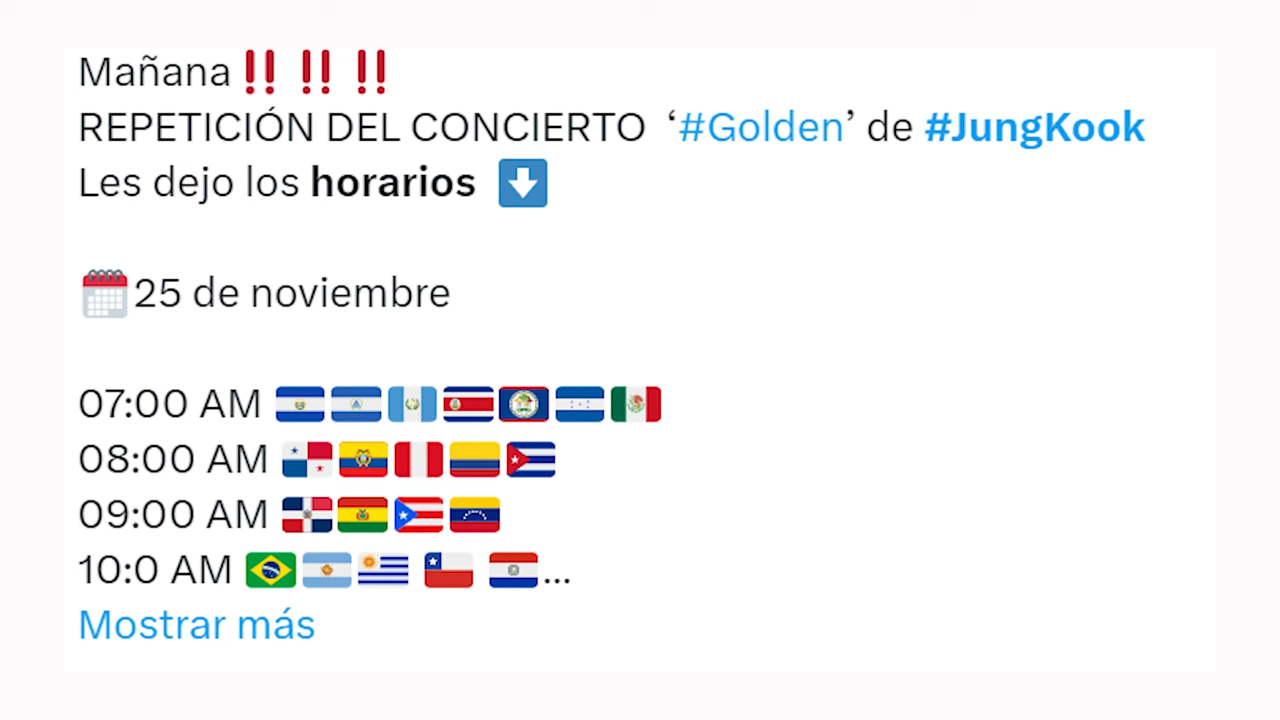 Mañana‼️ ‼️ ‼️
REPETICIÓN DEL CONCIERTO ‘#Golden’ de #JungKook
Les dejo los horarios ⬇️
🗓️25 de noviembre
07:00 AM 🇸🇻🇳🇮🇬🇹🇨🇷🇧🇿🇭🇳🇲🇽
08:00 AM 🇵🇦🇪🇨🇵🇪🇨🇴🇨🇺
09:00 AM 🇩🇴🇧🇴🇵🇷🇻🇪
10:0 AM 🇧🇷🇦🇷🇺🇾 🇨🇱 🇵🇾...
Mostrar más